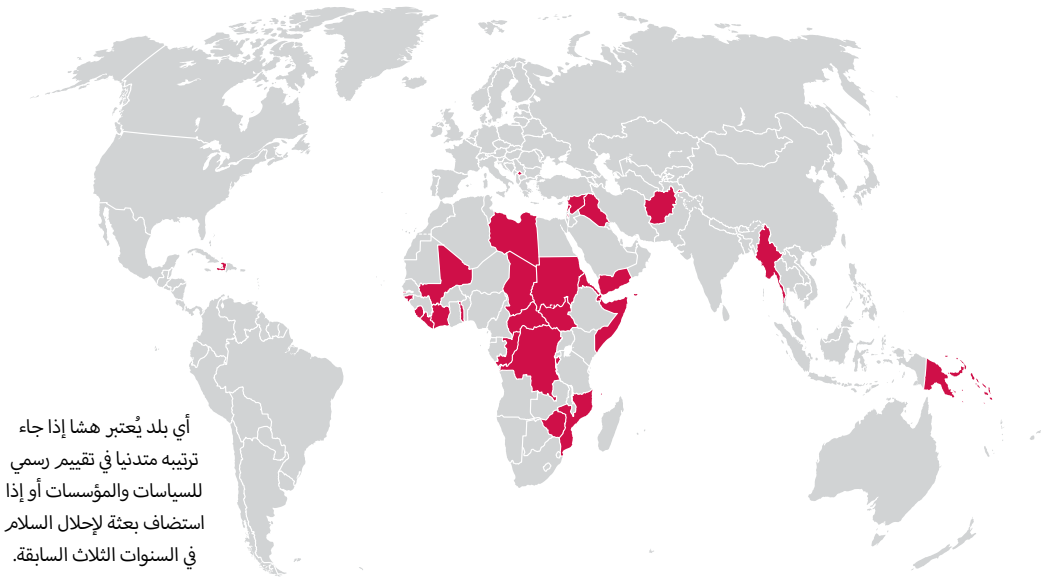 أي بلد يُعتبر هشا إذا جاء
ترتيبه متدنيا في تقييم رسمي
للسياسات والمؤسسات أو إذا
استضاف بعثة لإحلال السلام
في السنوات الثلاث السابقة.